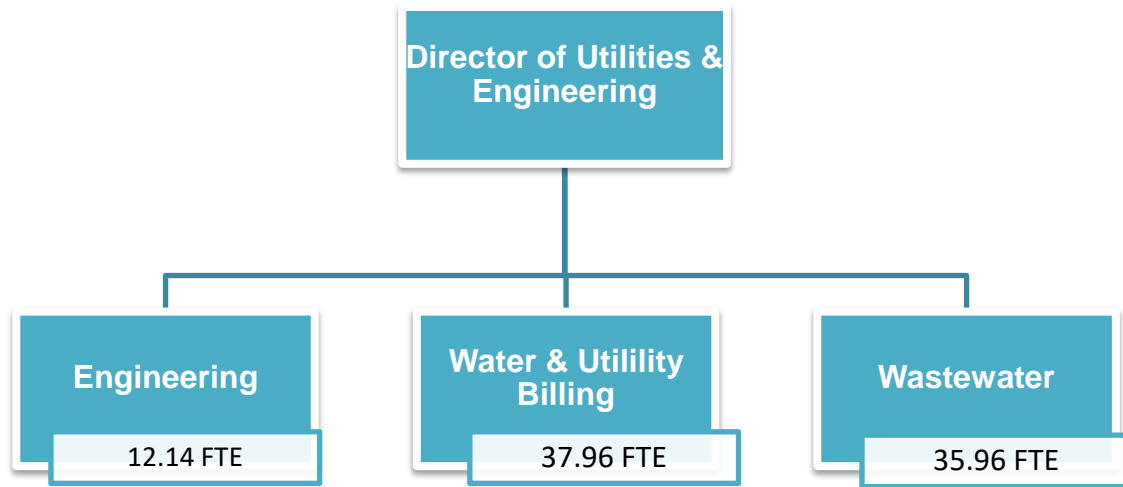 Director of Utilities &
Engineering
Engineering
12.14 FTE
Water & Utilility
Billing
37.96 FTE
Wastewater
35.96 FTE